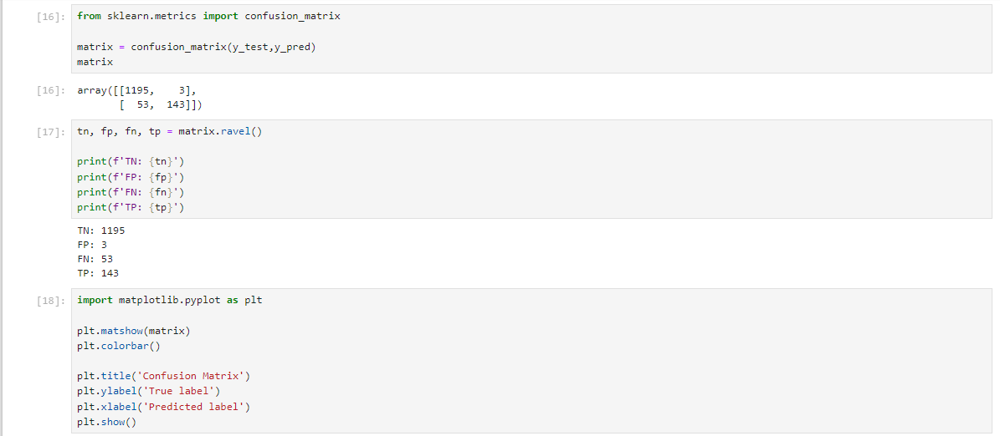 [16]: from sklearn.metrics import confusion_matrix
matrix = confusion_matrix(y_test,y_pred)
matrix
[16]: array([[1195,    3],
       [  53,  143]])
[17]: tn, fp, fn, tp = matrix.ravel()
print(f'TN: {tn}')
print(f'FP: {fp}')
print(f'FN: {fn}')
print(f'TP: {tp}')
TN: 1195
FP: 3
FN: 53
TP: 143
[18]: import matplotlib.pyplot as plt
plt.matshow(matrix)
plt.colorbar()
plt.title('Confusion Matrix')
plt.ylabel('True label')
plt.xlabel('Predicted label')
plt.show()